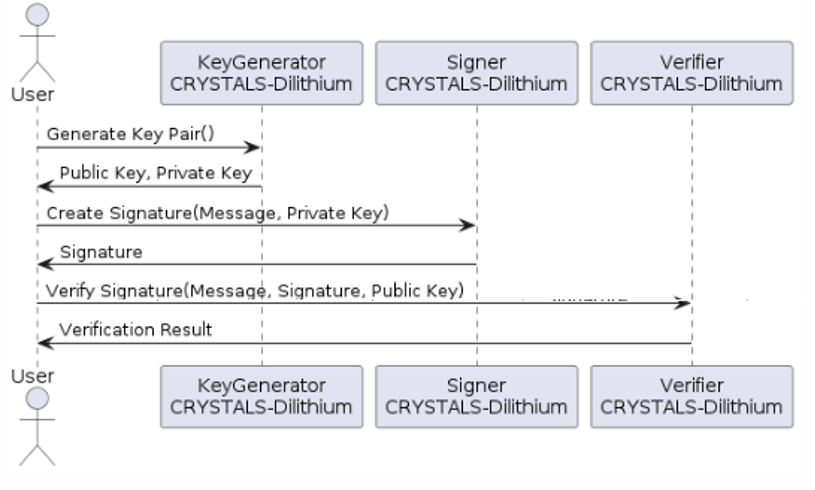 User
KeyGenerator
CRYSTALS-Dilithium
Signer
CRYSTALS-Dilithium
Verifier
CRYSTALS-Dilithium
Generate Key Pair()
Public Key, Private Key
Create Signature(Message, Private Key)
Signature
Verify Signature(Message, Signature, Public Key)
Verification Result
User
KeyGenerator
CRYSTALS-Dilithium
Signer
CRYSTALS-Dilithium
Verifier
CRYSTALS-Dilithium